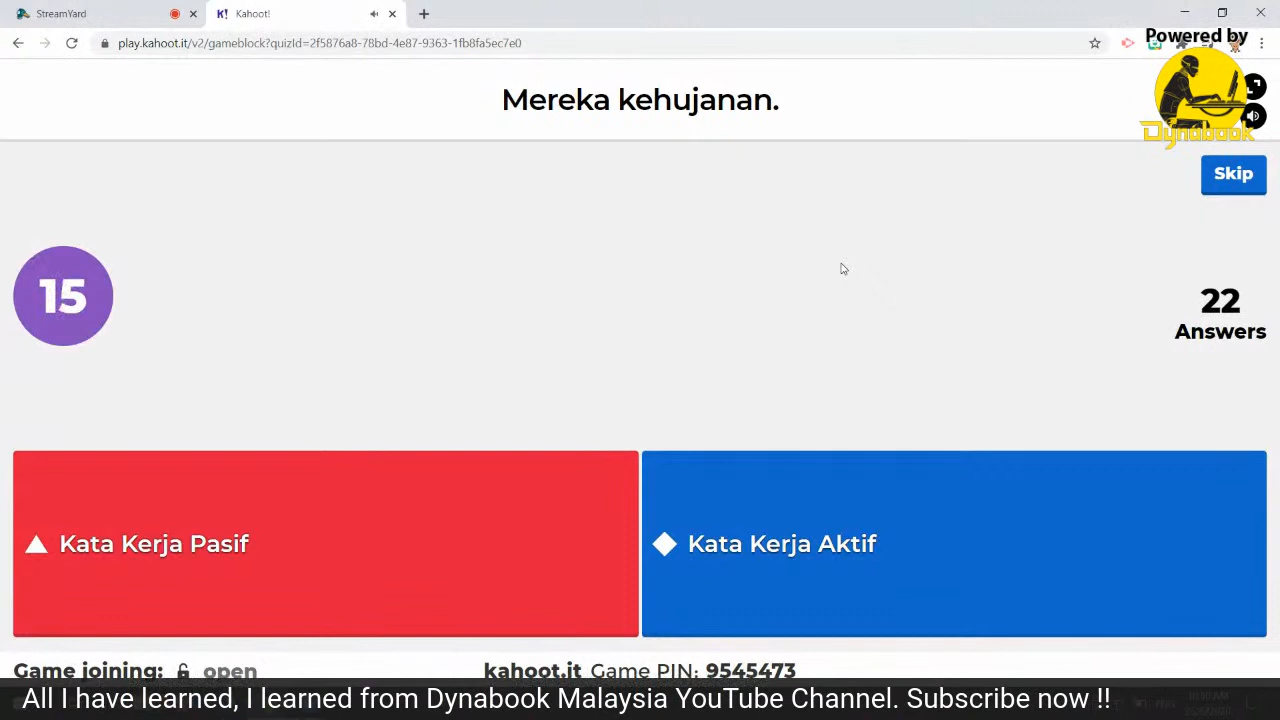 StreamYard
Kahoot!
play.kahoot.it/v2/gameblock?quizId=2f5876a8-78bd-4e87-9363-1fb8fa5ec7e0
Powered by
Dynabook
Mereka kehujanan.
Skip
15
22
Answers
Kata Kerja Pasif
Kata Kerja Aktif
Game joining: open
kahoot.it Game PIN: 9545473
All I have learned, I learned from Dynabook Malaysia YouTube Channel. Subscribe now !!